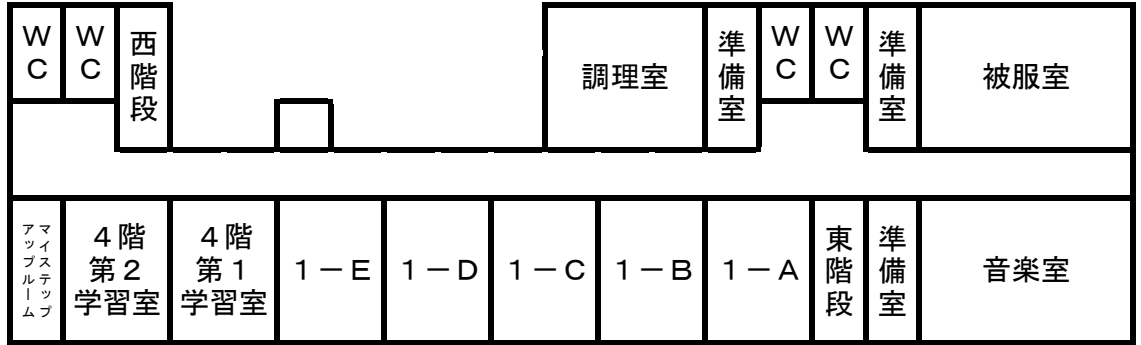 WC
WC
西階段
調理室
準備室
WC
WC
準備室
被服室
マイステップ
アップルーム
4階
第2
学習室
4階
第1
学習室
1－E
1－D
1－C
1－B
1－A
東階段
準備室
音楽室